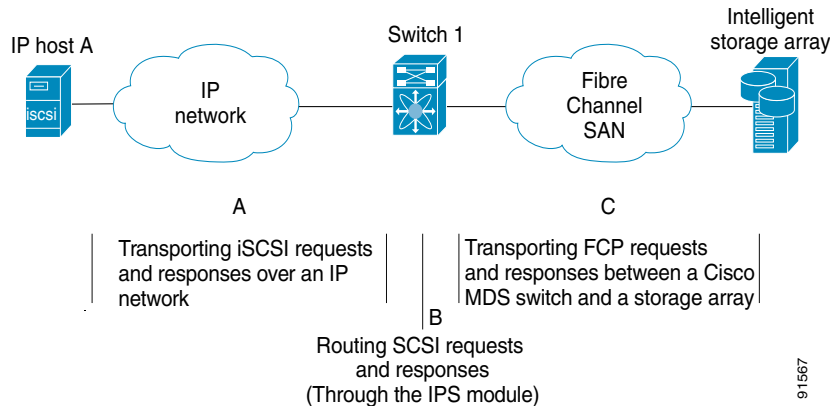 IP host A
iscsi
IP
network
Switch 1
Fibre
Channel
SAN
Intelligent
storage array
A
Transporting iSCSI requests
and responses over an IP
network
B
Routing SCSI requests
and responses
(Through the IPS module)
C
Transporting FCP requests
and responses between a Cisco
MDS switch and a storage array
91567